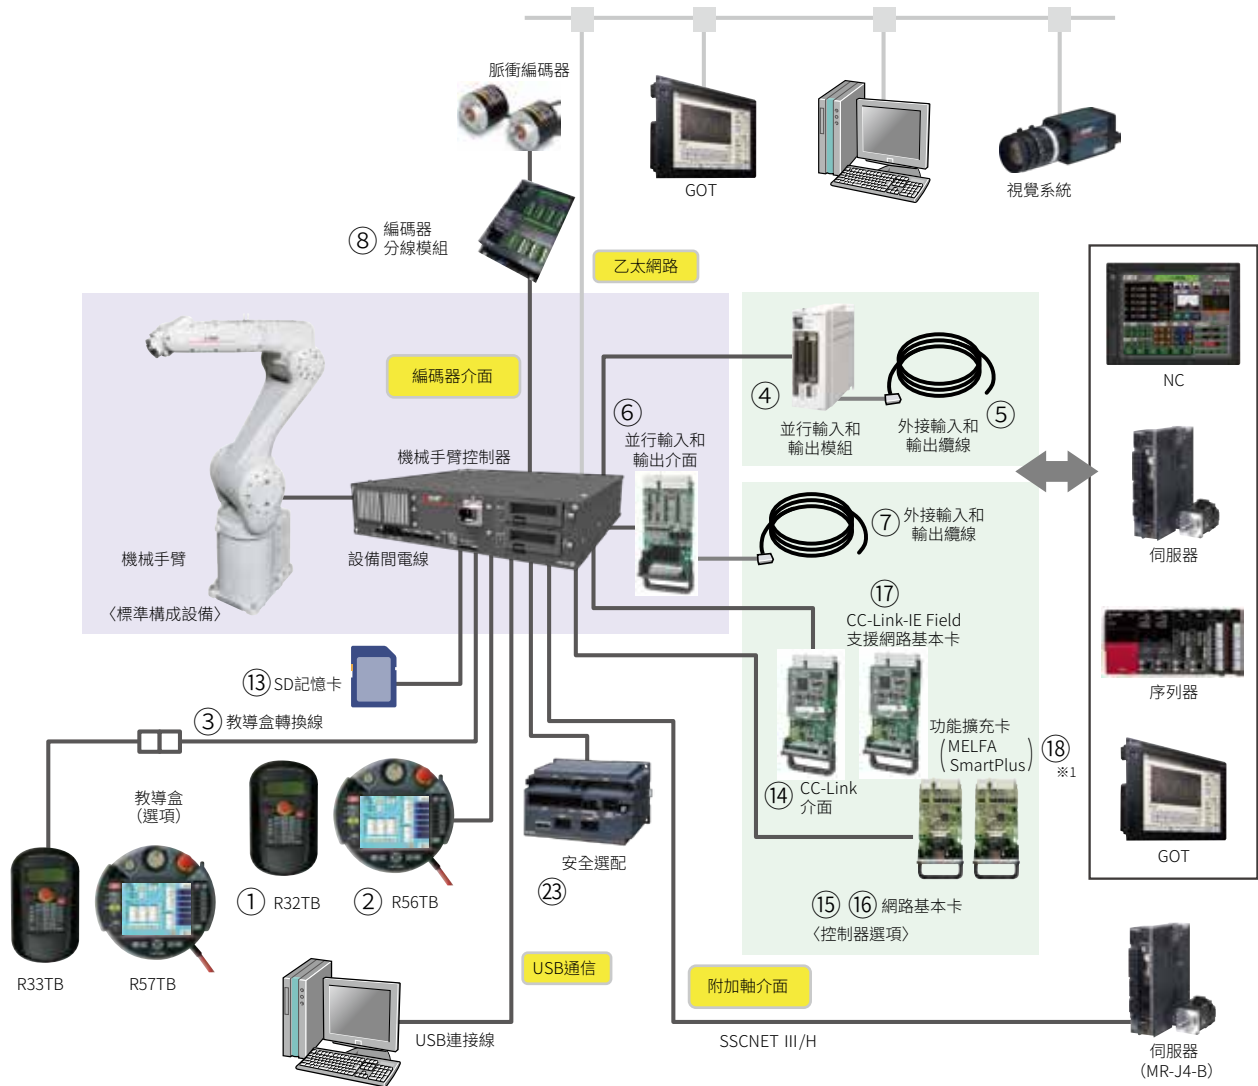 脈衝編碼器
GOT
視覺系統
⑧ 編碼器
分線模組
乙太網路
編碼器介面
NC
④
並行輸入和
輸出模組
外接輸入和
輸出纜線
⑤
⑥
並行輸入和
輸出介面
機械手臂控制器
⑦ 外接輸入和
輸出纜線
伺服器
機械手臂
設備間電線
〈標準構成設備〉
⑰
CC-Link-IE Field
支援網路基本卡
序列器
⑬ SD記憶卡
③ 教導盒轉換線
功能擴充卡
(MELFA
SmartPlus)
⑱
※1
⑭ CC-Link
介面
教導盒
(選項)
安全選配
㉓
GOT
① R32TB
② R56TB
⑮ ⑯ 網路基本卡
〈控制器選項〉
R33TB
R57TB
USB通信
附加軸介面
USB連接線
SSCNET III/H
伺服器
(MR-J4-B)